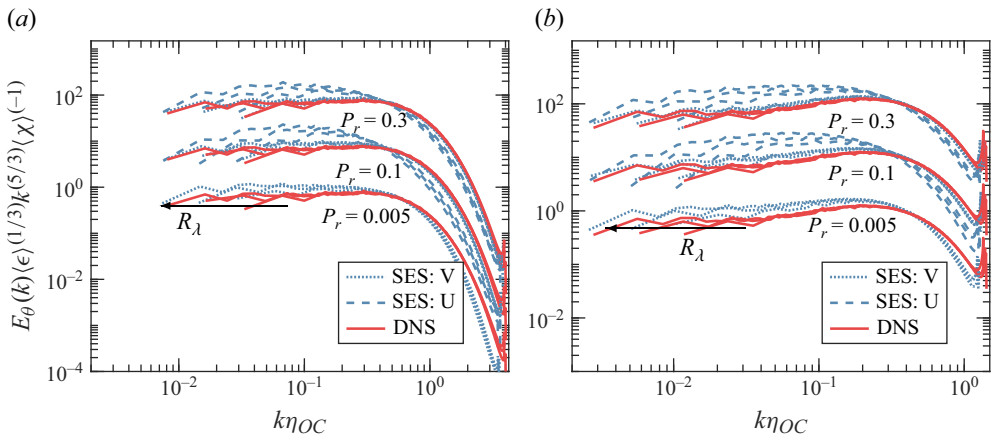 (a) (b)
E_θ(k)⟨ϵ⟩^(1/3)k^(5/3)⟨χ⟩^(−1)
10^2 10^2
P_r = 0.3 P_r = 0.3
P_r = 0.1 P_r = 0.1
10^0 10^0
P_r = 0.005 P_r = 0.005
R_λ R_λ
10^−2 10^−2
SES: V SES: V
SES: U SES: U
DNS DNS
10^−4
10^−2 10^−1 10^0 10^−2 10^−1 10^0
kη_OC kη_OC